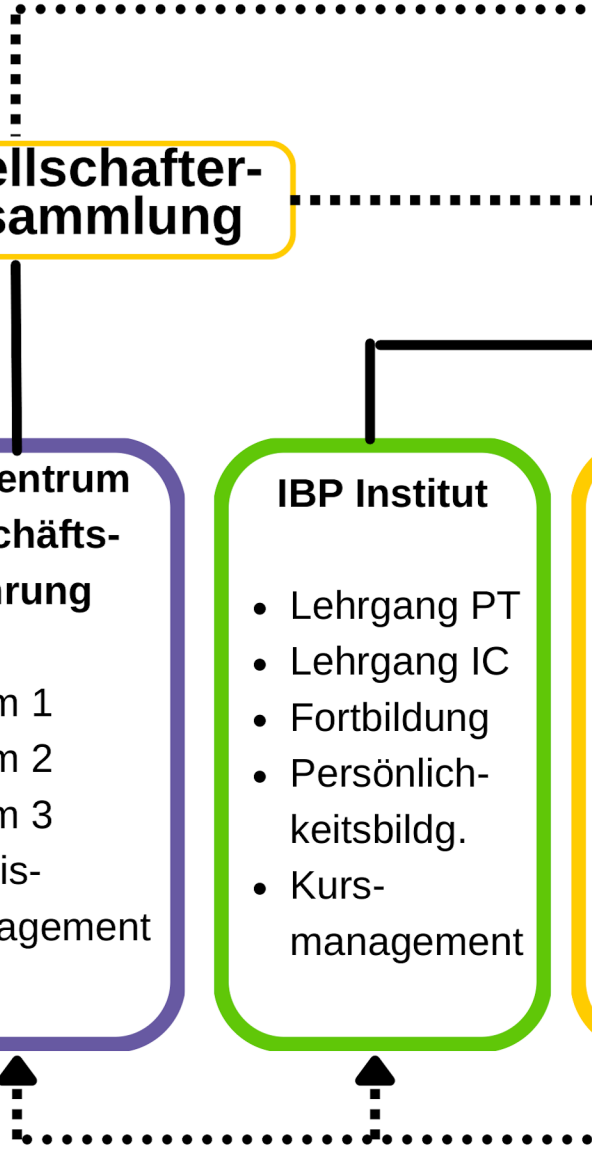 ellschafter-
sammlung
entrum
chäfts-
rung
m 1
m 2
m 3
is-
agement
IBP Institut
• Lehrgang PT
• Lehrgang IC
• Fortbildung
• Persönlich-
keitsbildg.
• Kurs-
management